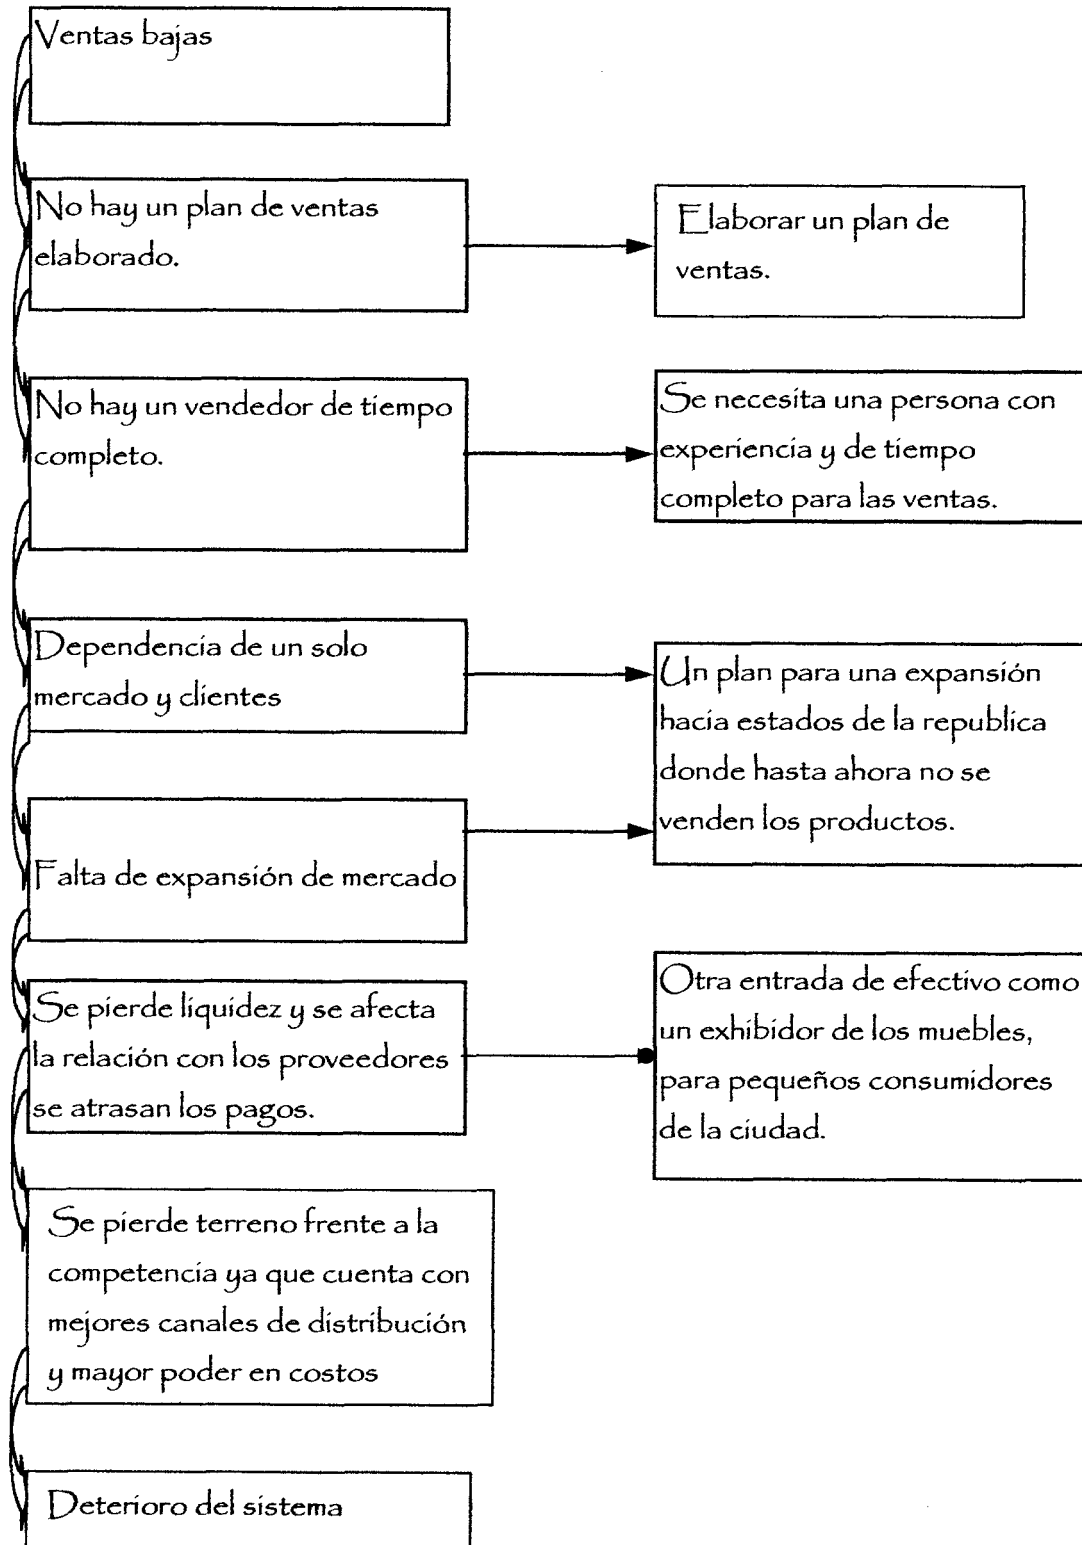 Ventas bajas
No hay un plan de ventas
elaborado.
Elaborar un plan de
ventas.
No hay un vendedor de tiempo
completo.
Se necesita una persona con
experiencia y de tiempo
completo para las ventas.
Dependencia de un solo
mercado y clientes
Un plan para una expansión
hacia estados de la republica
donde hasta ahora no se
venden los productos.
Falta de expansión de mercado
Se pierde liquidez y se afecta
la relación con los proveedores
se atrasan los pagos.
Otra entrada de efectivo como
un exhibidor de los muebles,
para pequeños consumidores
de la ciudad.
Se pierde terreno frente a la
competencia ya que cuenta con
mejores canales de distribución
y mayor poder en costos
Deterioro del sistema